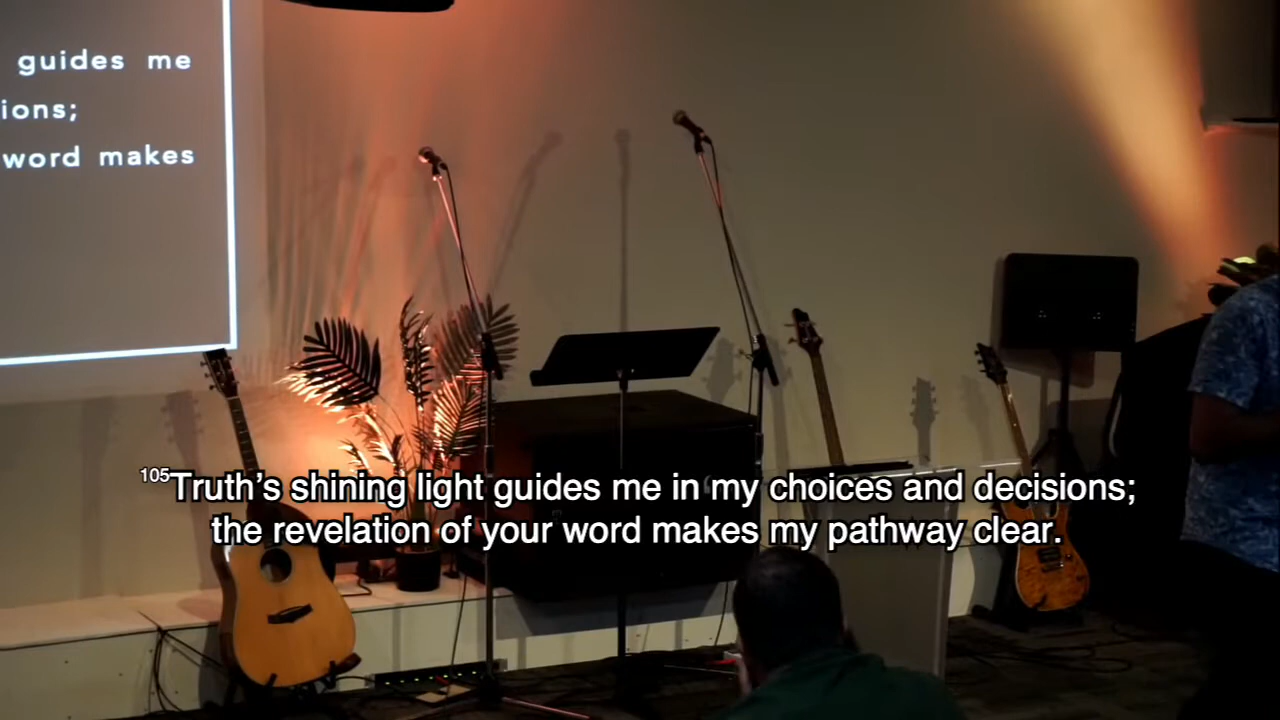 guides me
ions;
word makes
105Truth's shining light guides me in my choices and decisions;
the revelation of your word makes my pathway clear.